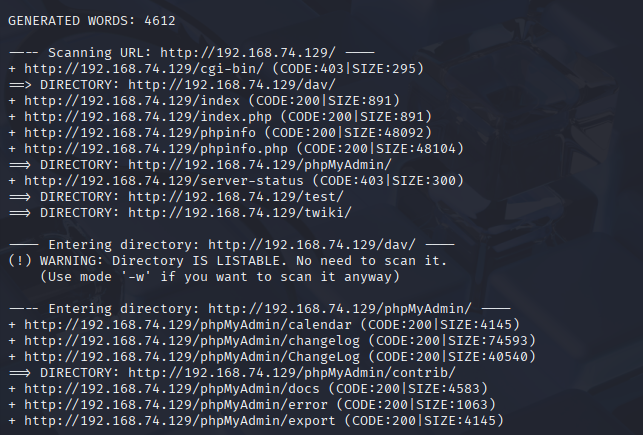 GENERATED WORDS: 4612
---- Scanning URL: http://192.168.74.129/ ----
+ http://192.168.74.129/cgi-bin/ (CODE:403|SIZE:295)
==> DIRECTORY: http://192.168.74.129/dav/
+ http://192.168.74.129/index (CODE:200|SIZE:891)
+ http://192.168.74.129/index.php (CODE:200|SIZE:891)
+ http://192.168.74.129/phpinfo (CODE:200|SIZE:48092)
+ http://192.168.74.129/phpinfo.php (CODE:200|SIZE:48104)
==> DIRECTORY: http://192.168.74.129/phpMyAdmin/
+ http://192.168.74.129/server-status (CODE:403|SIZE:300)
==> DIRECTORY: http://192.168.74.129/test/
==> DIRECTORY: http://192.168.74.129/twiki/
---- Entering directory: http://192.168.74.129/dav/ ----
(!) WARNING: Directory IS LISTABLE. No need to scan it.
(Use mode '-w' if you want to scan it anyway)
---- Entering directory: http://192.168.74.129/phpMyAdmin/ ----
+ http://192.168.74.129/phpMyAdmin/calendar (CODE:200|SIZE:4145)
+ http://192.168.74.129/phpMyAdmin/changelog (CODE:200|SIZE:74593)
+ http://192.168.74.129/phpMyAdmin/ChangeLog (CODE:200|SIZE:40540)
==> DIRECTORY: http://192.168.74.129/phpMyAdmin/contrib/
+ http://192.168.74.129/phpMyAdmin/docs (CODE:200|SIZE:4583)
+ http://192.168.74.129/phpMyAdmin/error (CODE:200|SIZE:1063)
+ http://192.168.74.129/phpMyAdmin/export (CODE:200|SIZE:4145)